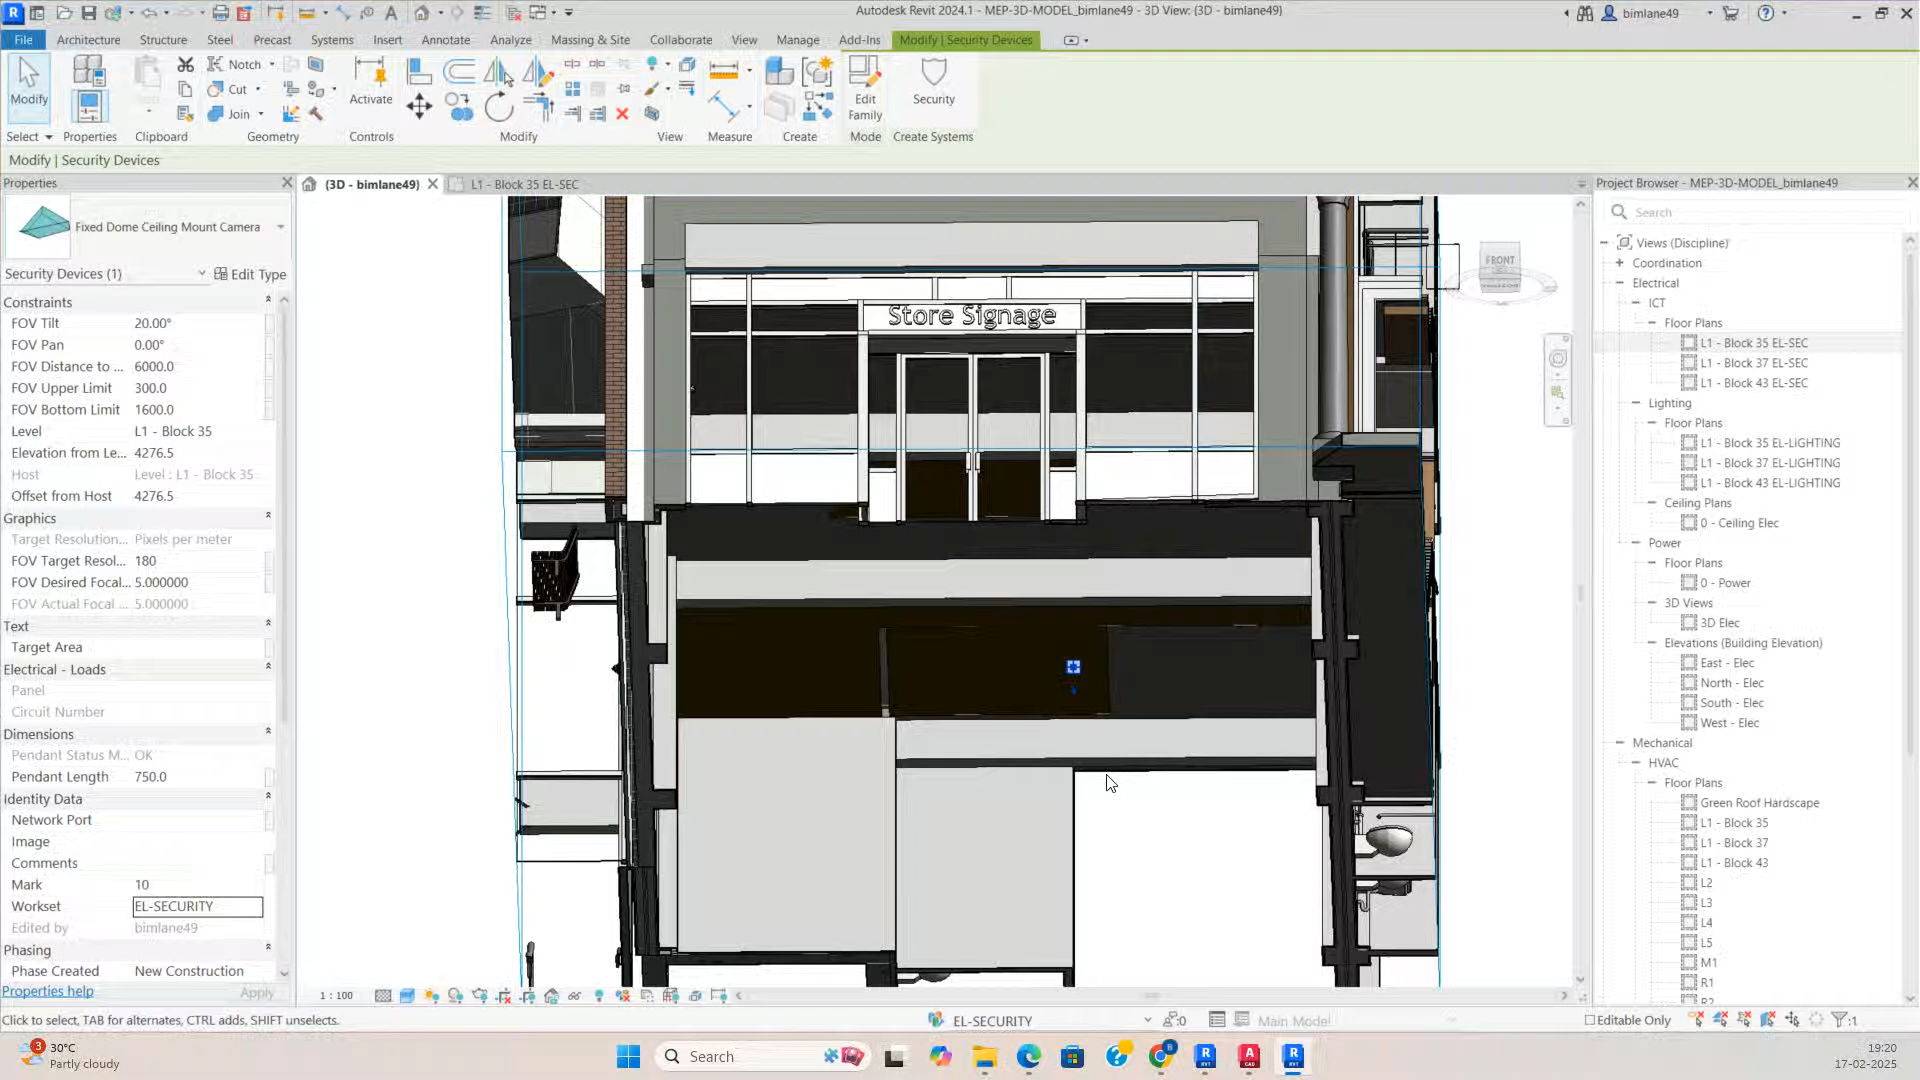 Autodesk Revit 2024.1 - MEP-3D-MODEL_bimlane49 - 3D View: {3D - bimlane49}
bimlane49
File
Architecture
Structure
Steel
Precast
Systems
Insert
Annotate
Analyze
Massing & Site
Collaborate
View
Manage
Add-Ins
Modify | Security Devices
Modify
Notch
Cut
Join
Activate
Edit
Family
Security
Select
Properties
Clipboard
Geometry
Controls
Modify
View
Measure
Create
Mode
Create Systems
Modify | Security Devices
Properties
(3D - bimlane49)
L1 - Block 35 EL-SEC
Fixed Dome Ceiling Mount Camera
Security Devices (1)
Edit Type
Constraints
FOV Tilt 20.00°
FOV Pan 0.00°
FOV Distance to ... 6000.0
FOV Upper Limit 300.0
FOV Bottom Limit 1600.0
Level L1 - Block 35
Elevation from Le... 4276.5
Host Level : L1 - Block 35
Offset from Host 4276.5
Graphics
Target Resolution... Pixels per meter
FOV Target Resol... 180
FOV Desired Focal... 5.000000
FOV Actual Focal ... 5.000000
Text
Target Area
Electrical - Loads
Panel
Circuit Number
Dimensions
Pendant Status M... OK
Pendant Length 750.0
Identity Data
Network Port
Image
Comments
Mark 10
Workset EL-SECURITY
Edited by bimlane49
Phasing
Phase Created New Construction
Properties help
Apply
Store Signage
FRONT
Project Browser - MEP-3D-MODEL_bimlane49
Search
Views (Discipline)
Coordination
Electrical
ICT
Floor Plans
L1 - Block 35 EL-SEC
L1 - Block 37 EL-SEC
L1 - Block 43 EL-SEC
Lighting
Floor Plans
L1 - Block 35 EL-LIGHTING
L1 - Block 37 EL-LIGHTING
L1 - Block 43 EL-LIGHTING
Ceiling Plans
0 - Ceiling Elec
Power
Floor Plans
0 - Power
3D Views
3D Elec
Elevations (Building Elevation)
East - Elec
North - Elec
South - Elec
West - Elec
Mechanical
HVAC
Floor Plans
Green Roof Hardscape
L1 - Block 35
L1 - Block 37
L1 - Block 43
L2
L3
L4
L5
M1
R1
R2
1 : 100
Click to select, TAB for alternates, CTRL adds, SHIFT unselects.
EL-SECURITY
:0
Main Model
Editable Only
:1
3
30°C
Partly cloudy
Search
19:20
17-02-2025